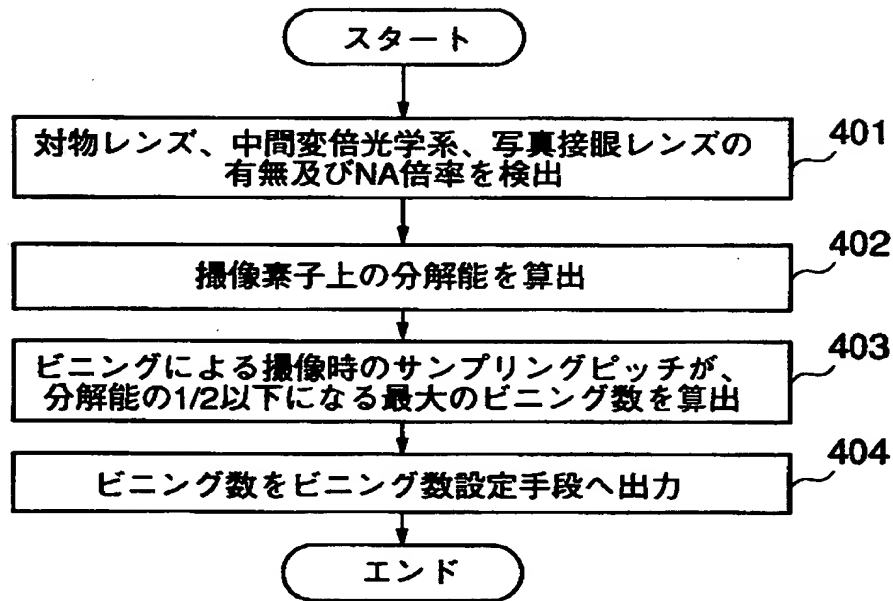 スタート
対物レンズ、中間変倍光学系、写真接眼レンズの
有無及びNA倍率を検出
401
撮像素子上の分解能を算出
402
ビニングによる撮像時のサンプリングピッチが、
分解能の1/2以下になる最大のビニング数を算出
403
ビニング数をビニング数設定手段へ出力
404
エンド